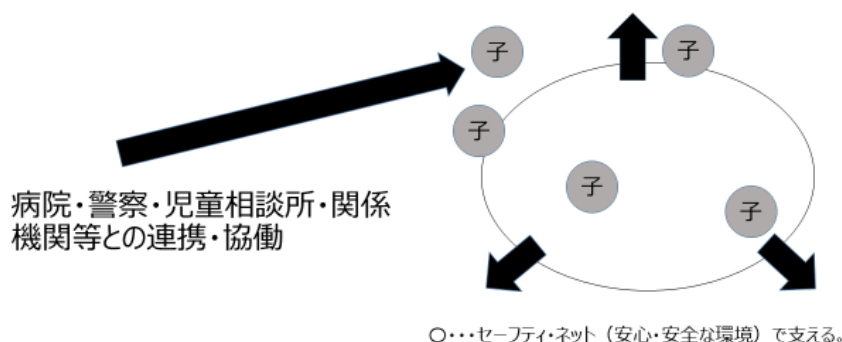 子
子
子
子
子
病院・警察・児童相談所・関係
機関等との連携・協働
○・・・セーフティ・ネット（安心・安全な環境）で支える。